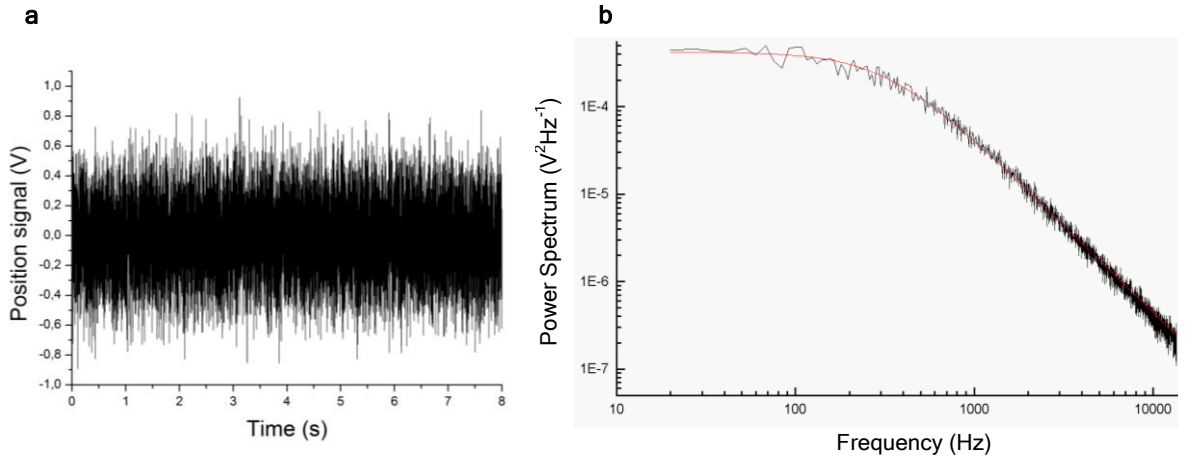 a
1,0
0,8
0,6
0,4
0,2
0,0
-0,2
-0,4
-0,6
-0,8
-1,0
0 1 2 3 4 5 6 7 8
Position signal (V)
Time (s)
b
1E-4
1E-5
1E-6
1E-7
10 100 1000 10000
Power Spectrum (V²Hz⁻¹)
Frequency (Hz)